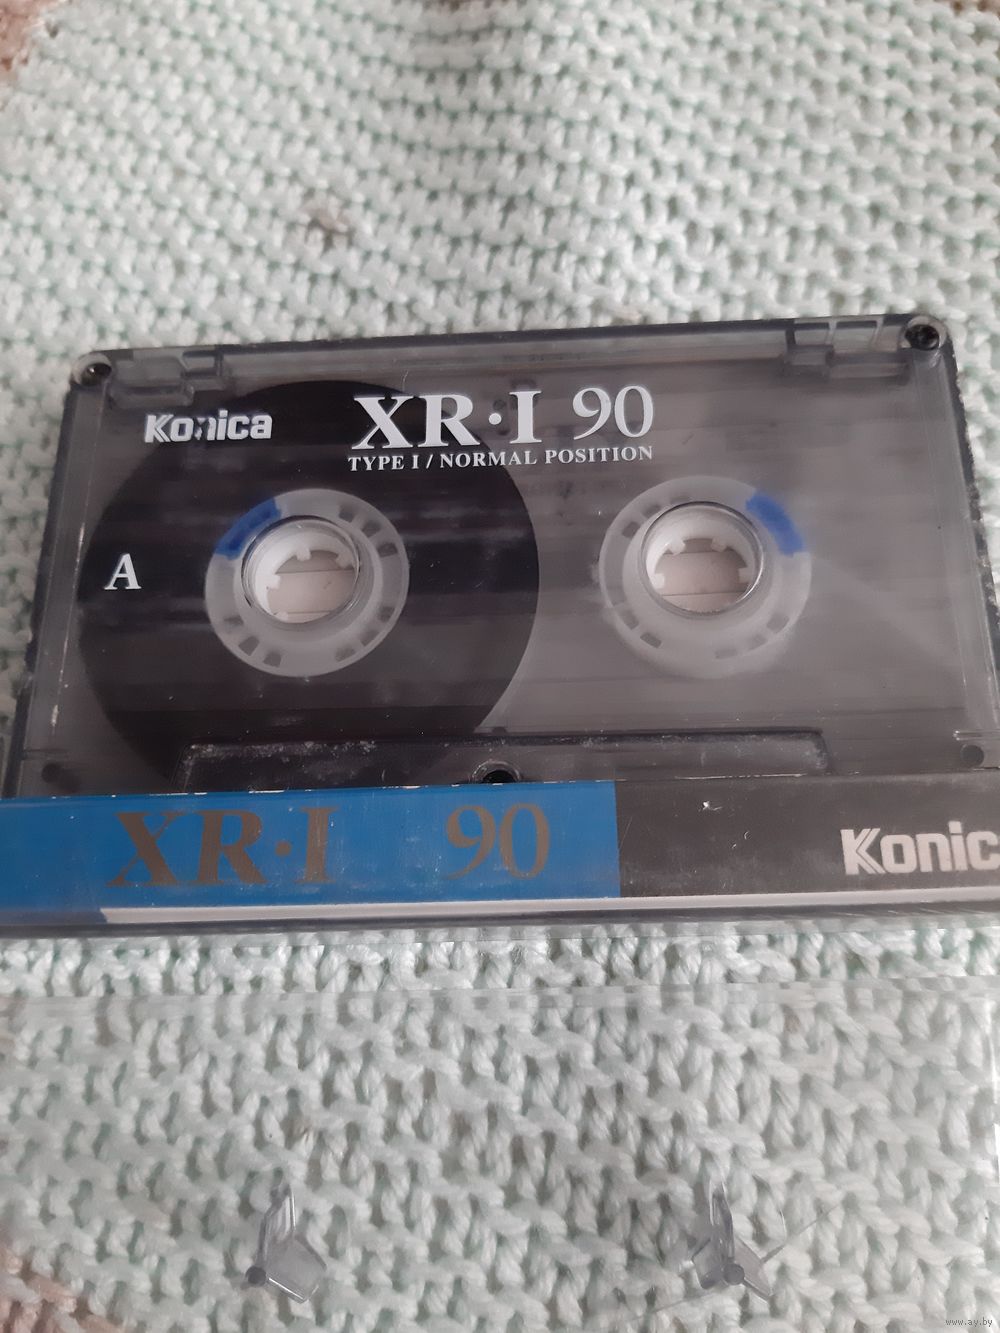 Konica
XR·I 90
TYPE I / NORMAL POSITION
A
XR·I 90
Konic
www.ay.by